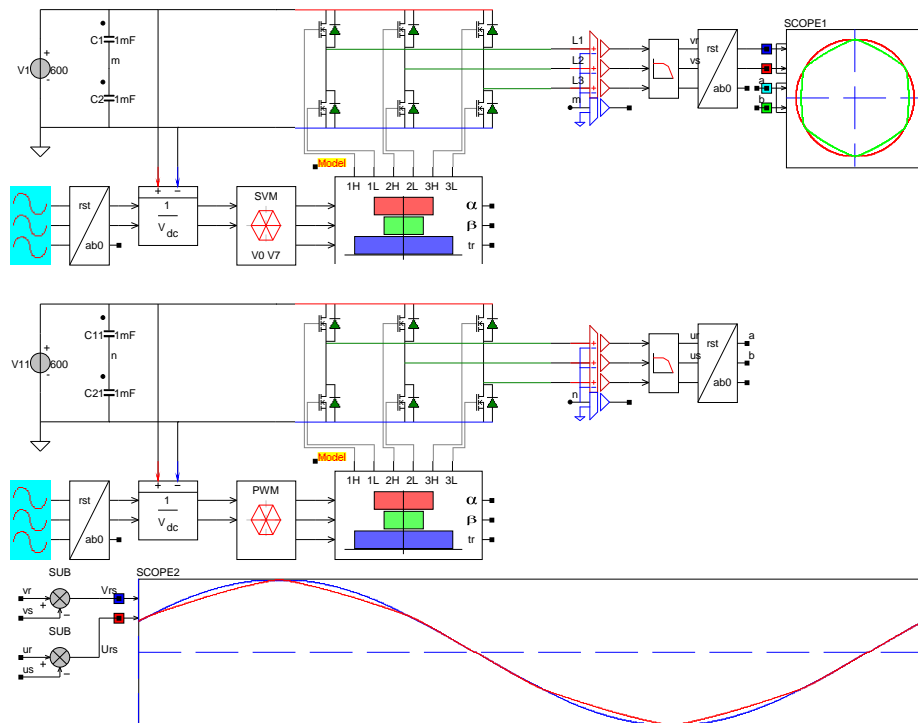 SCOPE1
C1 1mF
V1 600
m
C2 1mF
L1
L2
L3
m
vr
vs
rst
ab0
a
b
Model
1H 1L 2H 2L 3H 3L
rst
ab0
+ −
1
Vdc
SVM
V0 V7
α
β
tr
C11 1mF
V11 600
n
C21 1mF
n
ur
us
rst
ab0
a
b
Model
1H 1L 2H 2L 3H 3L
rst
ab0
+ −
1
Vdc
PWM
α
β
tr
SUB
SCOPE2
vr
vs
+
−
Vrs
SUB
ur
us
+
−
Urs